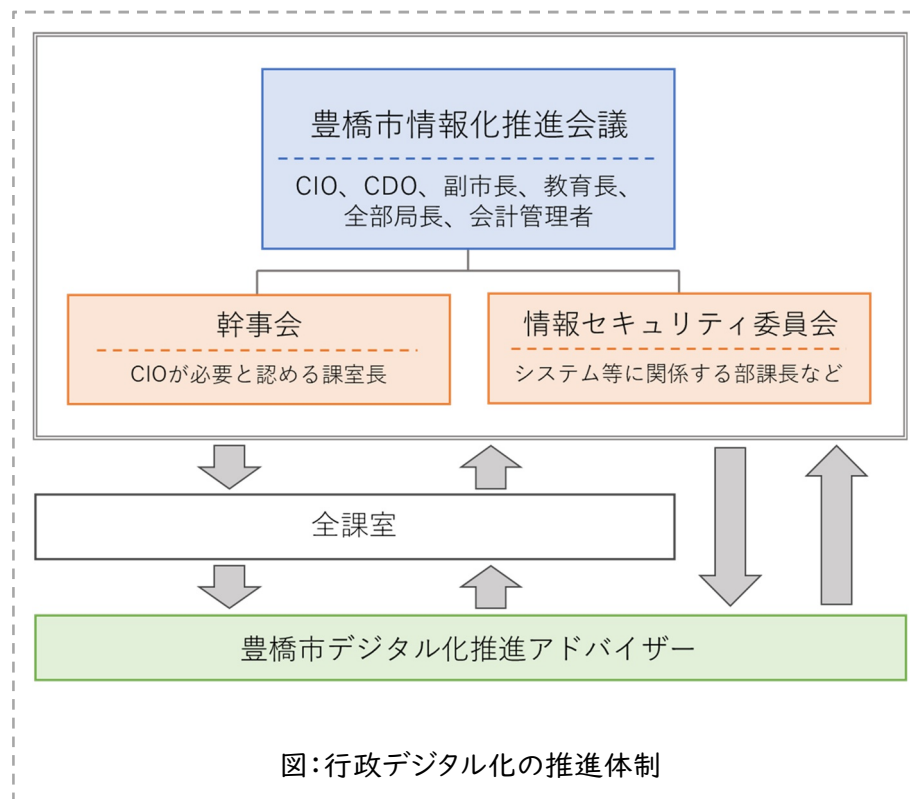 豊橋市情報化推進会議
CIO、CDO、副市長、教育長、
全部局長、会計管理者
幹事会
CIOが必要と認める課室長
情報セキュリティ委員会
システム等に関係する部課長など
全課室
豊橋市デジタル化推進アドバイザー
図：行政デジタル化の推進体制